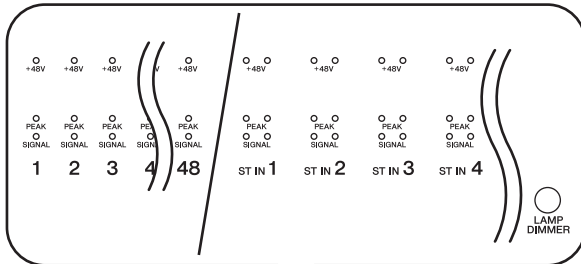 +48V +48V +48V V +48V +48V +48V +48V +48V
PEAK PEAK PEAK PEA PEAK PEAK PEAK PEAK PEAK
SIGNAL SIGNAL SIGNAL SIGN SIGNAL SIGNAL SIGNAL SIGNAL SIGNAL
1 2 3 4 48 ST IN 1 ST IN 2 ST IN 3 ST IN 4
LAMP
DIMMER